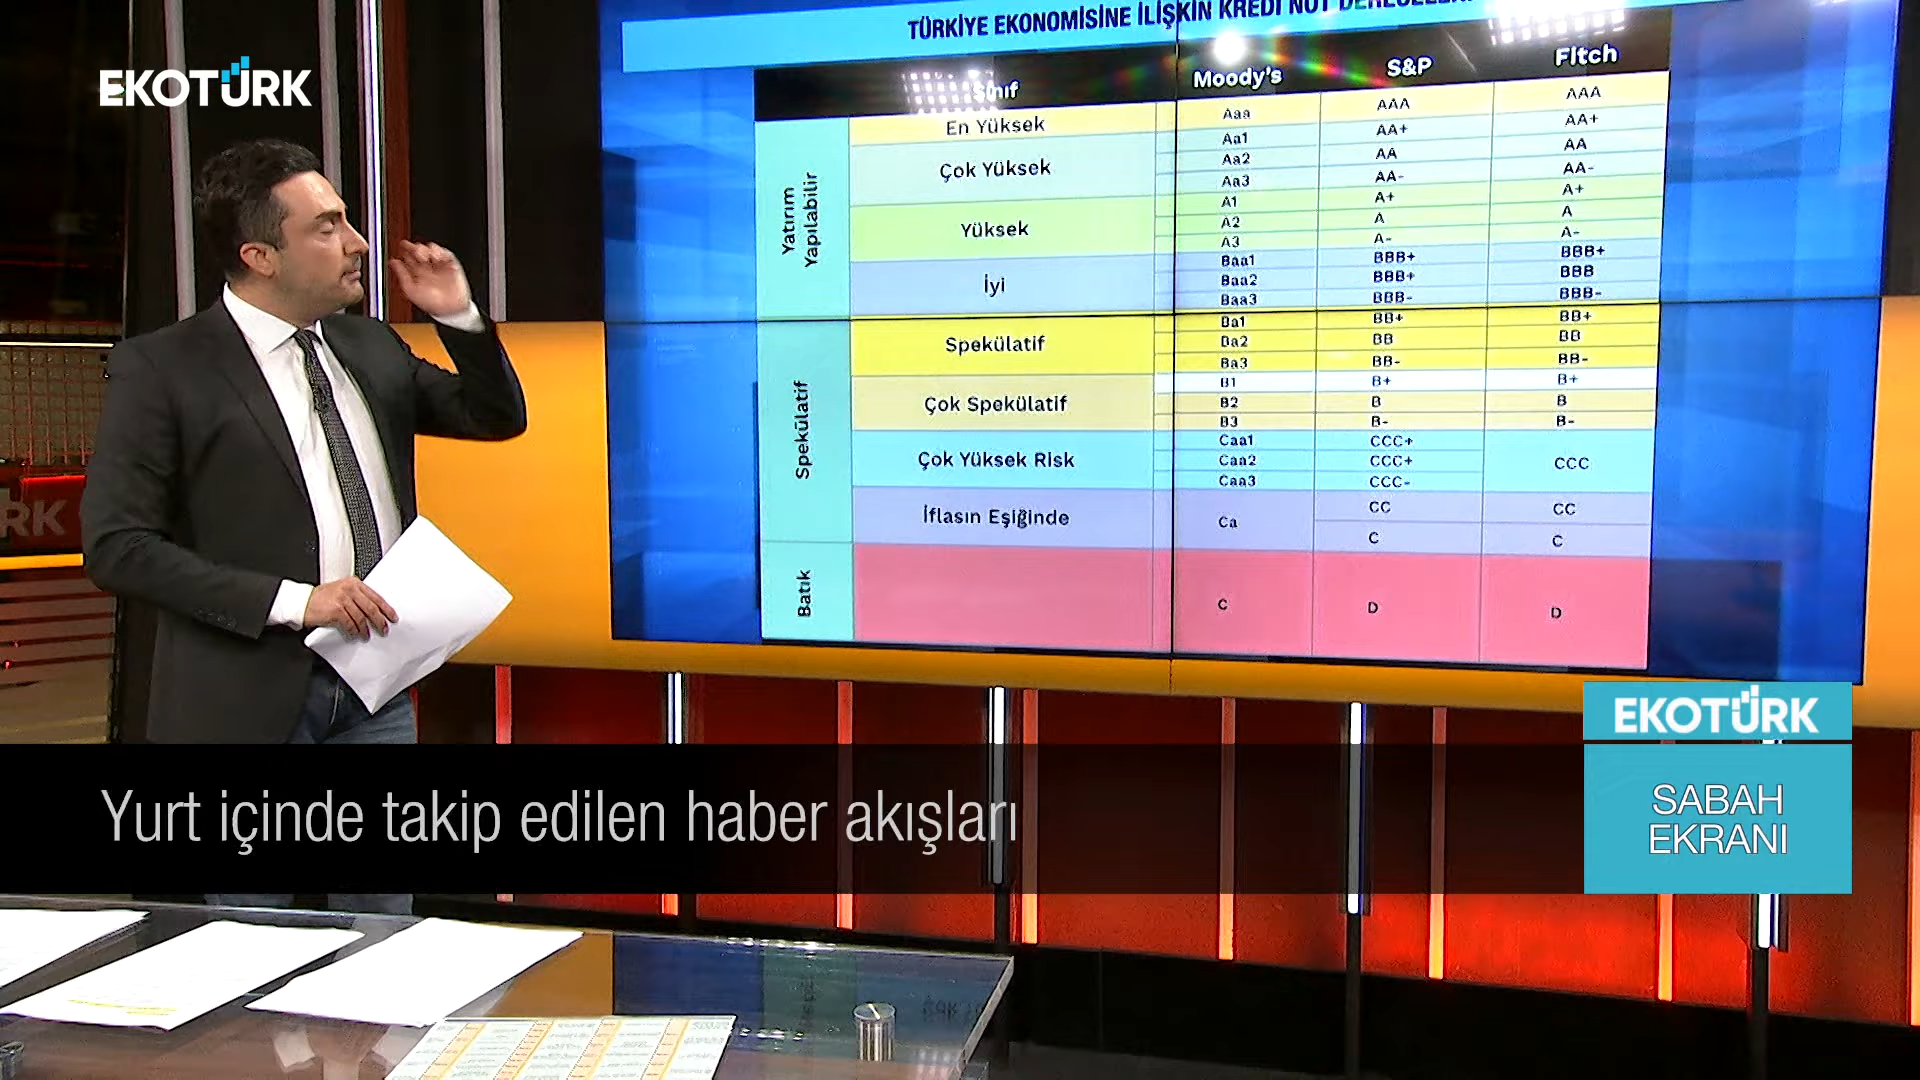 EKOTÜRK
TÜRKİYE EKONOMİSİNE İLİŞKİN KREDİ NOT
Sınıf Moody's S&P Fitch
Yatırım
Yapılabilir
En Yüksek Aaa AAA AAA
Aa1 AA+ AA+
Çok Yüksek Aa2 AA AA
Aa3 AA- AA-
A1 A+ A+
Yüksek A2 A A
A3 A- A-
Baa1 BBB+ BBB+
İyi Baa2 BBB+ BBB
Baa3 BBB- BBB-
Spekülatif
Ba1 BB+ BB+
Spekülatif Ba2 BB BB
Ba3 BB- BB-
B1 B+ B+
Çok Spekülatif B2 B B
B3 B- B-
Caa1 CCC+
Çok Yüksek Risk Caa2 CCC+ CCC
Caa3 CCC-
İflasın Eşiğinde Ca CC CC
C C
Batık C D D
RK
EKOTÜRK
SABAH
EKRANI
Yurt içinde takip edilen haber akışları